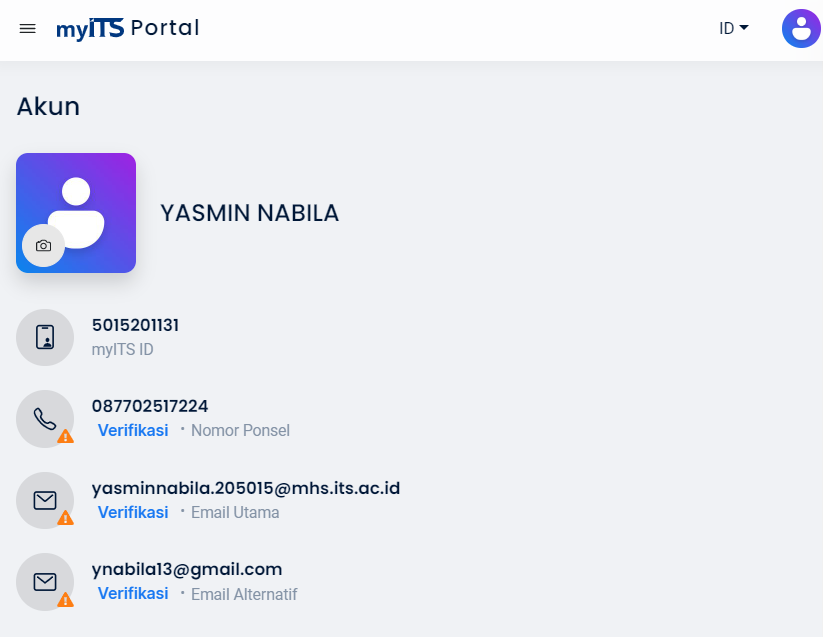 myITS Portal
ID
Akun
YASMIN NABILA
5015201131
myITS ID
087702517224
Verifikasi · Nomor Ponsel
yasminnabila.205015@mhs.its.ac.id
Verifikasi · Email Utama
ynabila13@gmail.com
Verifikasi · Email Alternatif